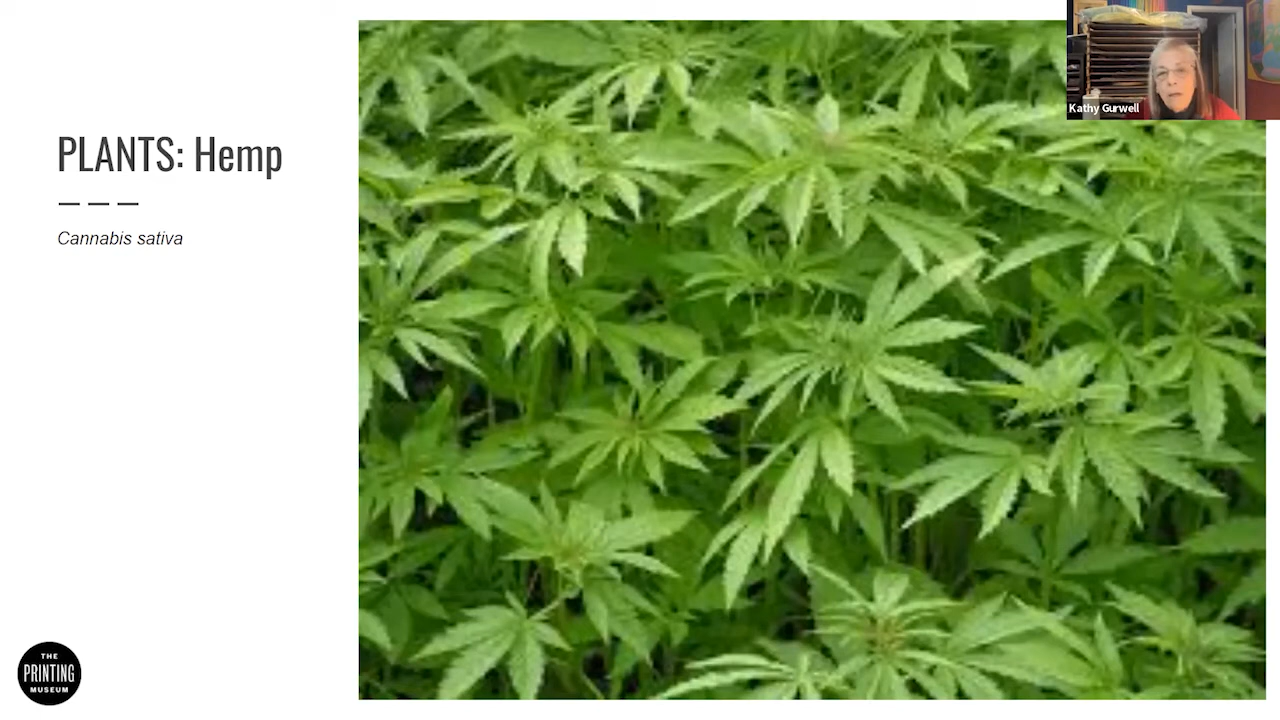 PLANTS: Hemp
Cannabis sativa
Kathy Gurwell
THE
PRINTING
MUSEUM